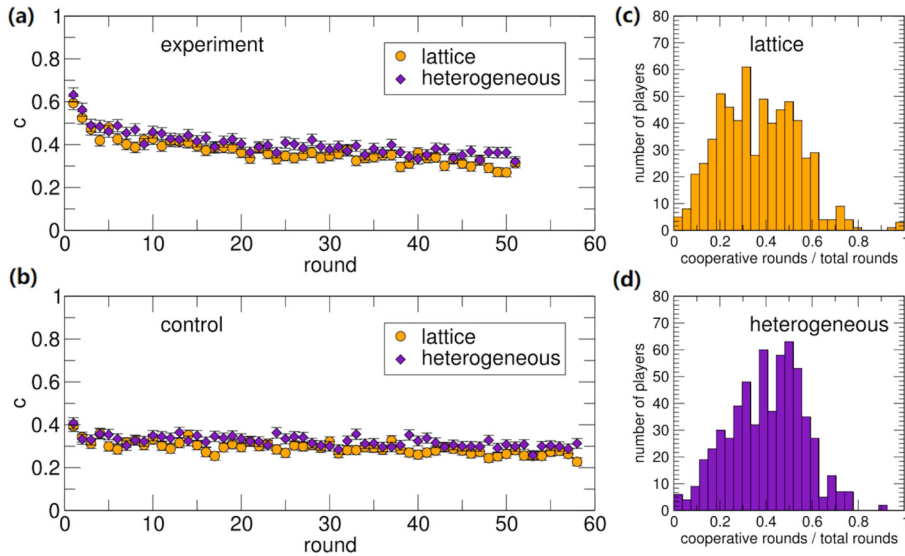 (a)
1
0.8
0.6
0.4
0.2
0
c
experiment
lattice
heterogeneous
0 10 20 30 40 50 60
round
(b)
1
0.8
0.6
0.4
0.2
0
c
control
lattice
heterogeneous
0 10 20 30 40 50 60
round
(c)
80
70
60
50
40
30
20
10
0
number of players
lattice
0 0.2 0.4 0.6 0.8 1
cooperative rounds / total rounds
(d)
80
70
60
50
40
30
20
10
0
number of players
heterogeneous
0 0.2 0.4 0.6 0.8 1
cooperative rounds / total rounds